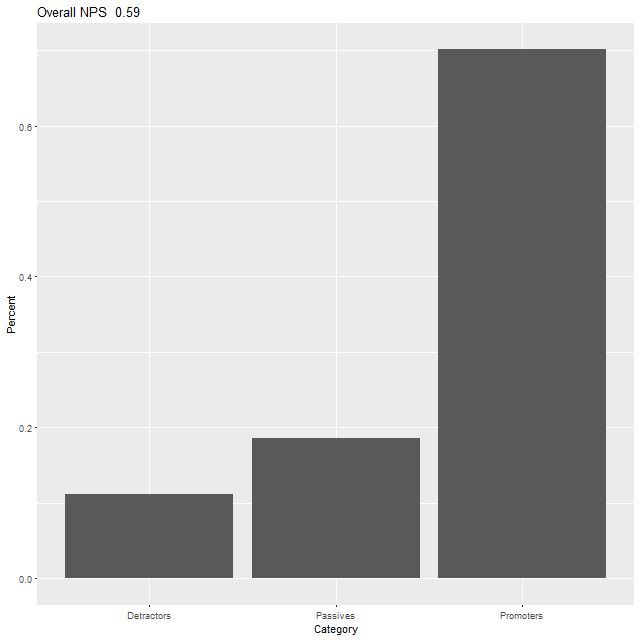 Overall NPS  0.59
Percent
0.6
0.4
0.2
0.0
Detractors Passives Promoters
Category